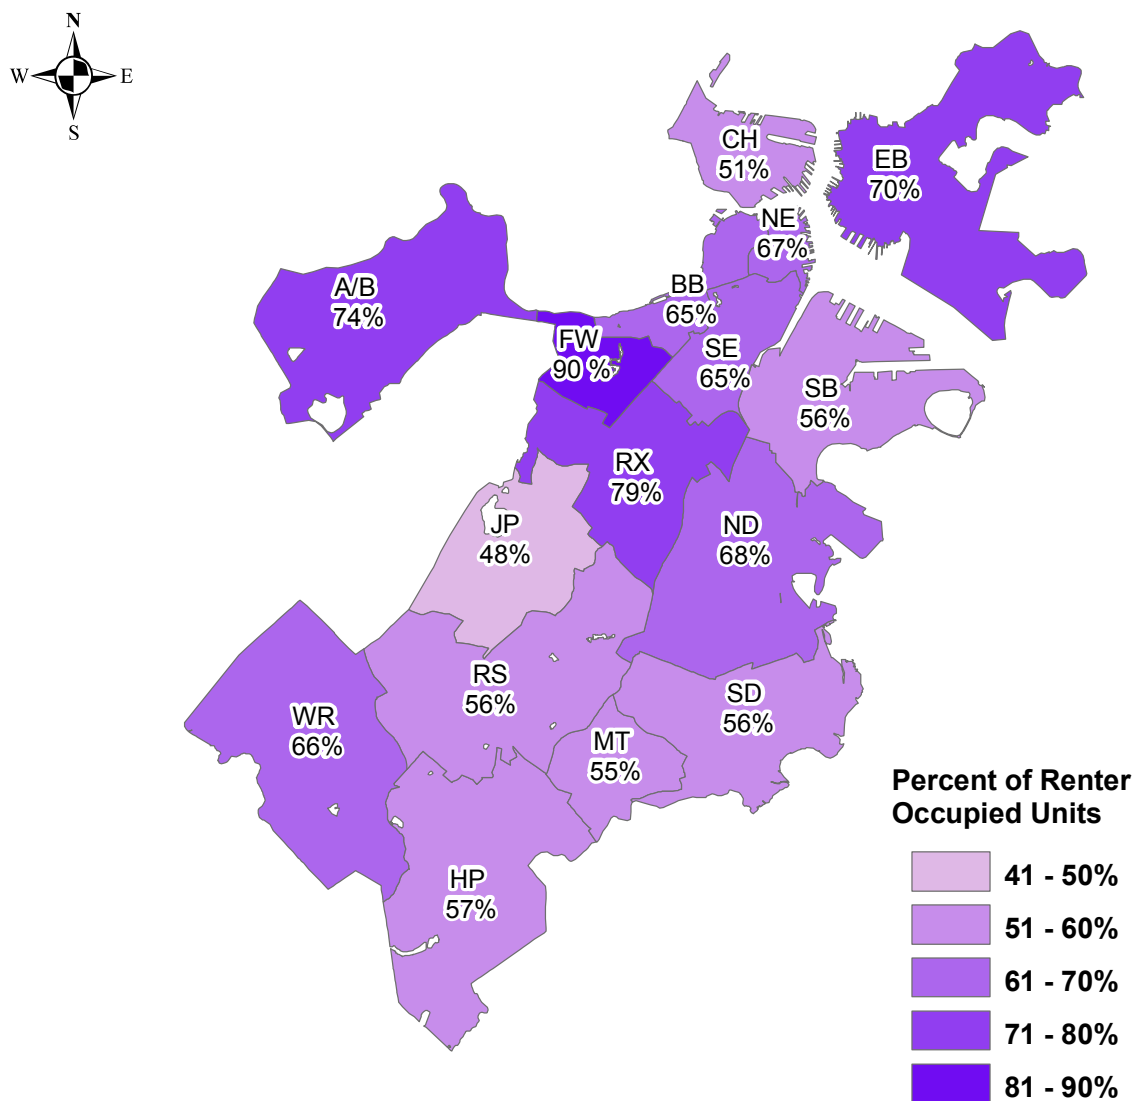 N
W E
S
CH
51%
EB
70%
NE
67%
A/B
74%
BB
65%
FW
90 %
SE
65%
SB
56%
RX
79%
JP
48%
ND
68%
RS
56%
SD
56%
WR
66%
MT
55%
HP
57%
Percent of Renter
Occupied Units
41 - 50%
51 - 60%
61 - 70%
71 - 80%
81 - 90%